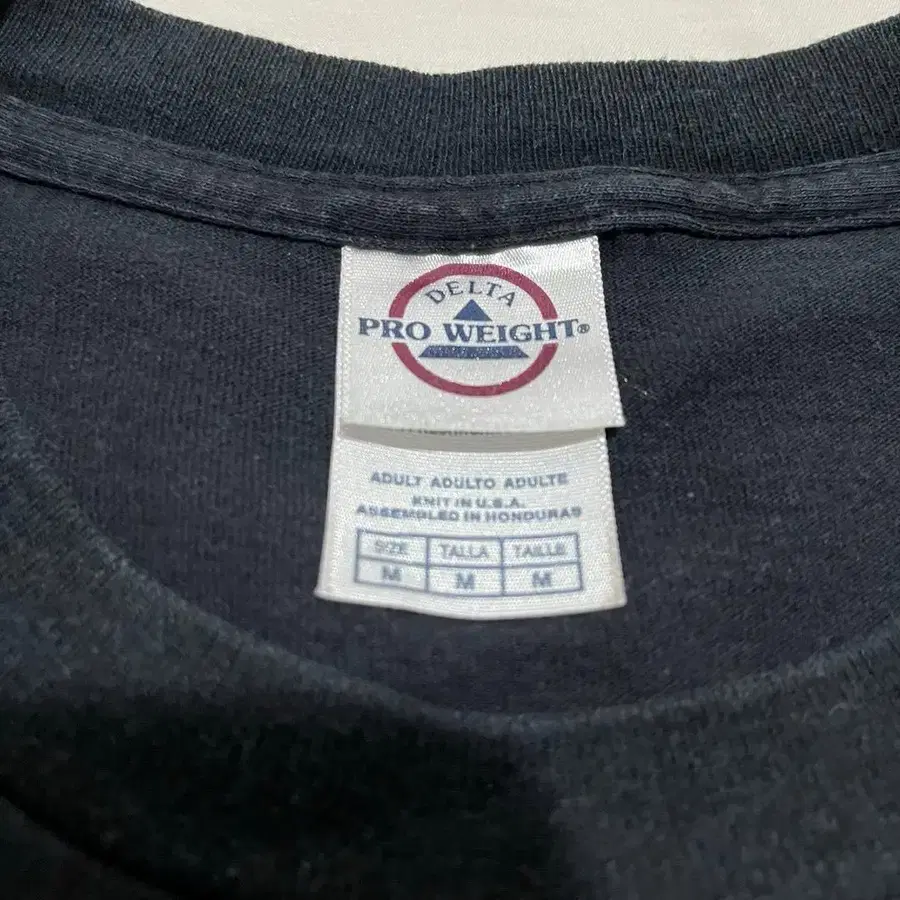 DELTA
PRO WEIGHT®
ADULT ADULTO ADULTE
KNIT IN U.S.A.
ASSEMBLED IN HONDURAS
SIZE TALLA TAILLE
M M M